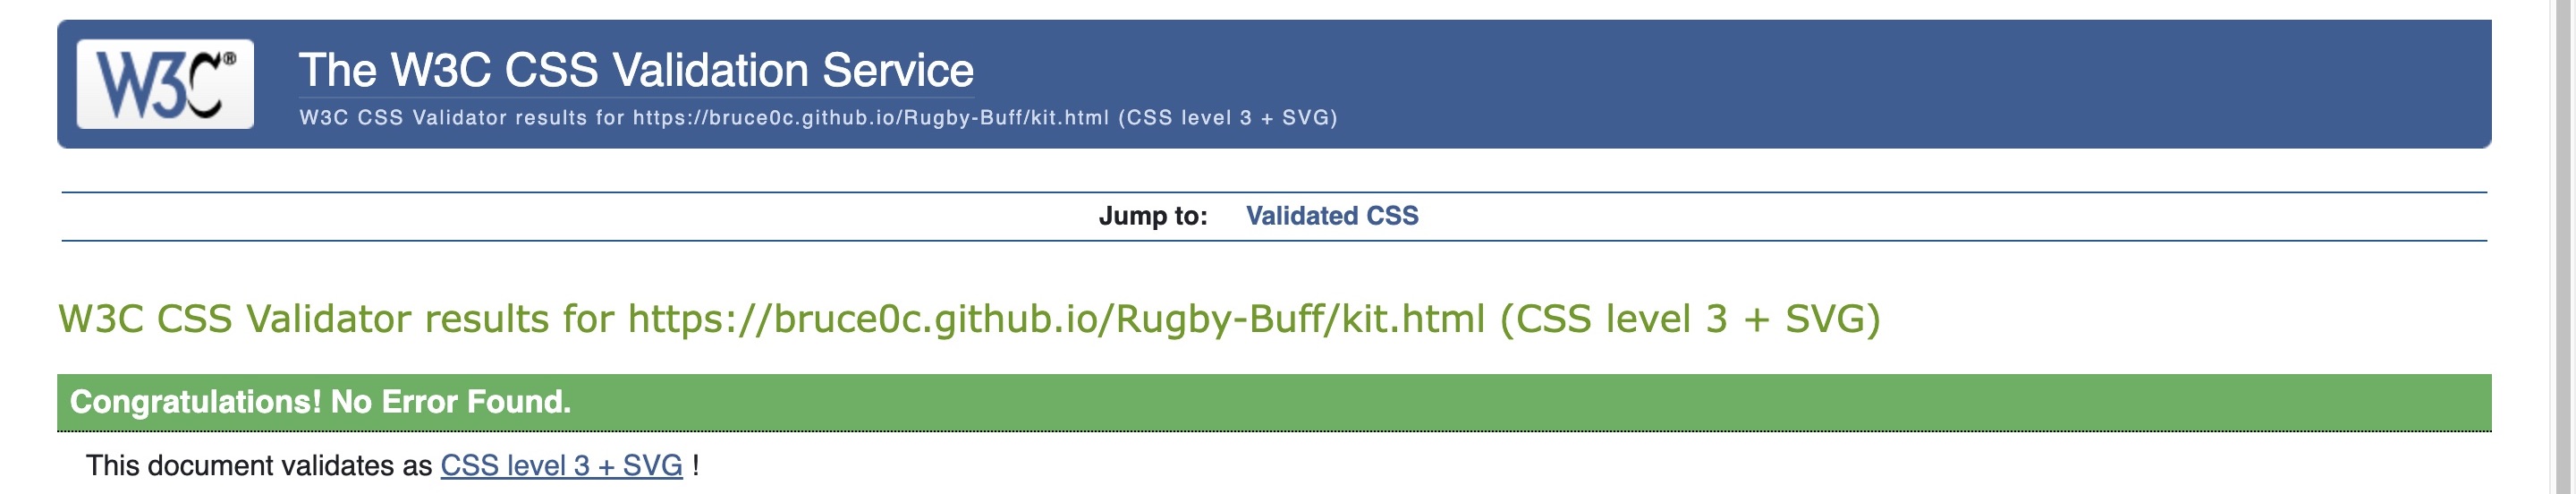 W3C®
The W3C CSS Validation Service
W3C CSS Validator results for https://bruce0c.github.io/Rugby-Buff/kit.html (CSS level 3 + SVG)
Jump to: Validated CSS
W3C CSS Validator results for https://bruce0c.github.io/Rugby-Buff/kit.html (CSS level 3 + SVG)
Congratulations! No Error Found.
This document validates as CSS level 3 + SVG !